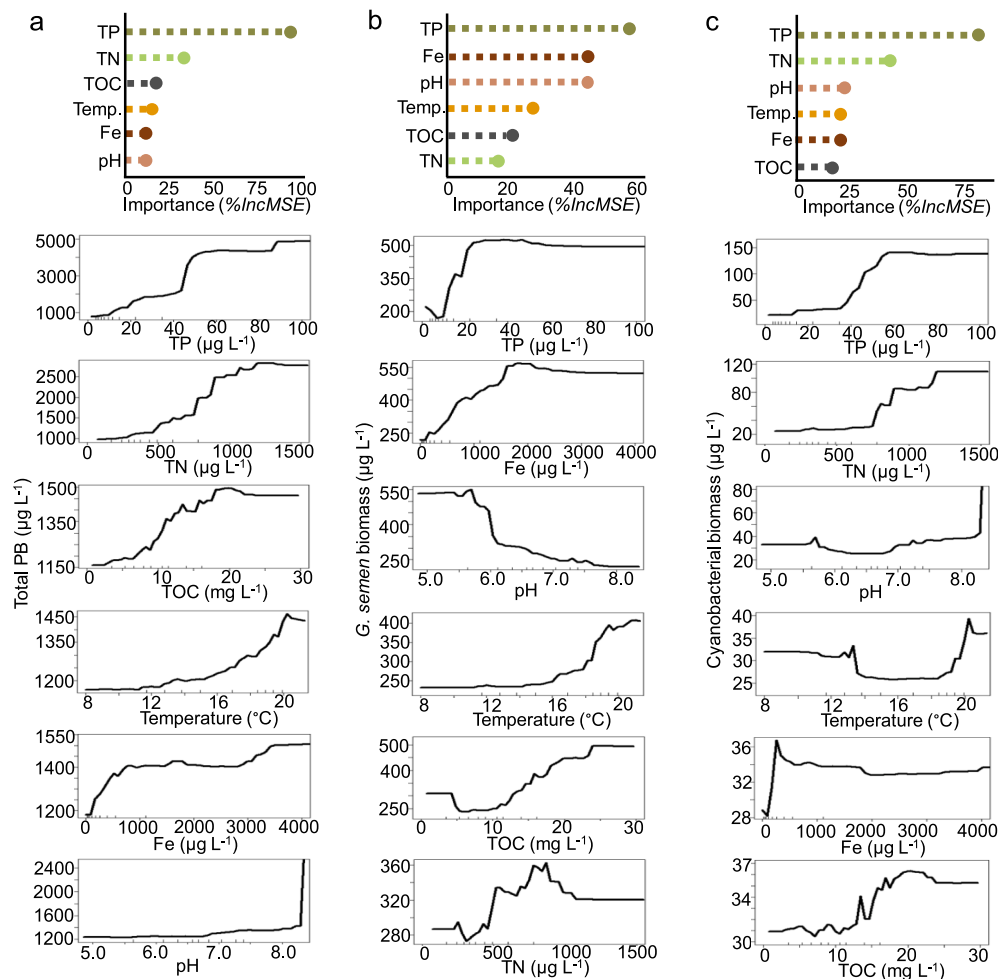 a
TP
TN
TOC
Temp.
Fe
pH
0 25 50 75 100
Importance (%IncMSE)
5000
3000
1000
0 20 40 60 80 100
TP (µg L⁻¹)
2500
2000
1500
1000
500 1000 1500
TN (µg L⁻¹)
1500
1350
1150
0 10 20 30
TOC (mg L⁻¹)
1450
1350
1200
8 12 16 20
Temperature (°C)
1550
1400
1200
0 1000 2000 3000 4000
Fe (µg L⁻¹)
2400
2000
1600
1200
5.0 6.0 7.0 8.0
pH
Total PB (µg L⁻¹)
b
TP
Fe
pH
Temp.
TOC
TN
0 20 40 60
Importance (%IncMSE)
500
350
200
0 20 40 60 80 100
TP (µg L⁻¹)
550
400
250
0 1000 2000 3000 4000
Fe (µg L⁻¹)
550
400
250
5.0 6.0 7.0 8.0
pH
400
350
300
250
8 12 16 20
Temperature (°C)
500
350
250
0 10 20 30
TOC (mg L⁻¹)
360
320
280
0 500 1000 1500
TN (µg L⁻¹)
G. semen biomass (µg L⁻¹)
c
TP
TN
pH
Temp.
Fe
TOC
0 25 50 75
Importance (%IncMSE)
150
100
50
0 20 40 60 80 100
TP (µg L⁻¹)
120
80
60
20
0 500 1000 1500
TN (µg L⁻¹)
80
60
40
20
5.0 6.0 7.0 8.0
pH
40
35
30
25
8 12 16 20
Temperature (°C)
36
34
32
28
0 1000 2000 3000 4000
Fe (µg L⁻¹)
37
34
30
0 10 20 30
TOC (mg L⁻¹)
Cyanobacterial biomass (µg L⁻¹)